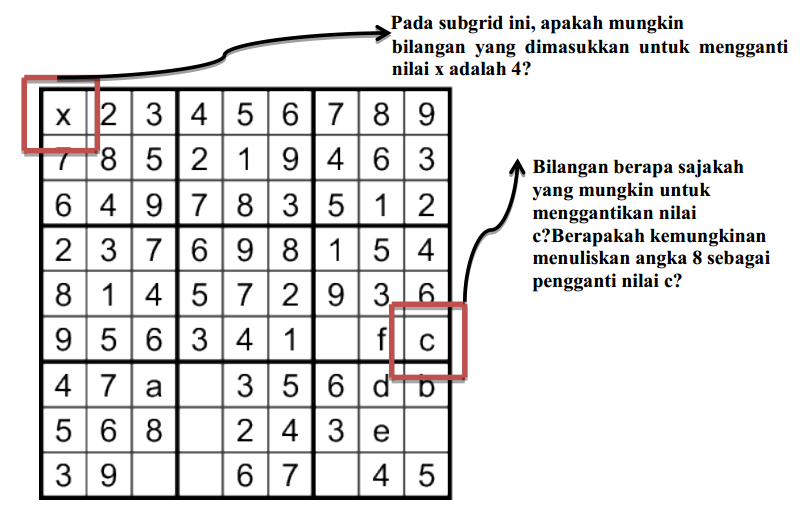 Pada subgrid ini, apakah mungkin
bilangan yang dimasukkan untuk mengganti
nilai x adalah 4?
x 2 3 4 5 6 7 8 9
7 8 5 2 1 9 4 6 3
6 4 9 7 8 3 5 1 2
2 3 7 6 9 8 1 5 4
8 1 4 5 7 2 9 3 6
9 5 6 3 4 1 f c
4 7 a 3 5 6 d b
5 6 8 2 4 3 e
3 9 6 7 4 5
Bilangan berapa sajakah
yang mungkin untuk
menggantikan nilai
c?Berapakah kemungkinan
menuliskan angka 8 sebagai
pengganti nilai c?